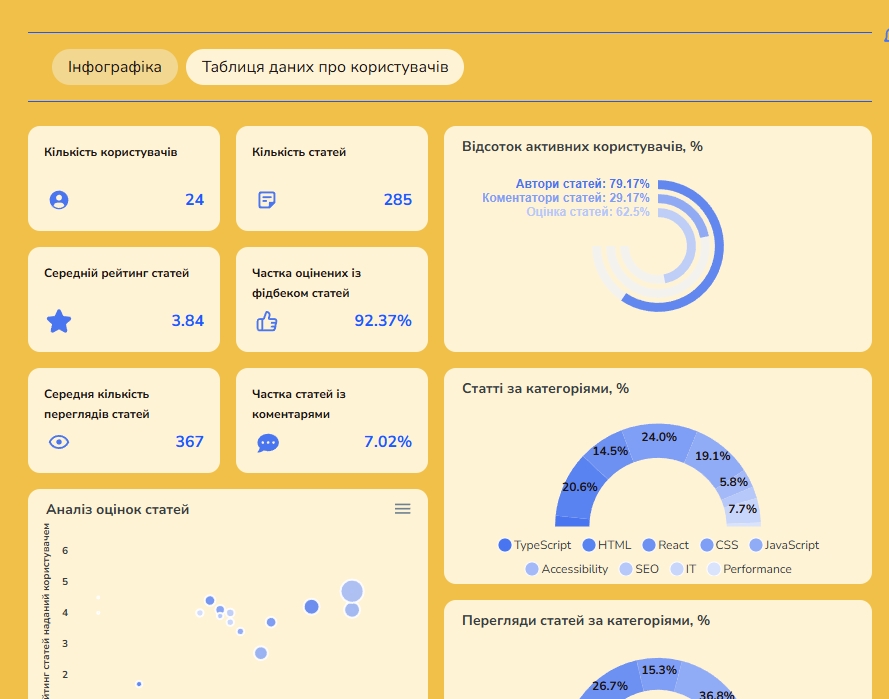 Інфографіка
Таблиця даних про користувачів
Кількість користувачів
24
Кількість статей
285
Середній рейтинг статей
3.84
Частка оцінених із
фідбеком статей
92.37%
Середня кількість
переглядів статей
367
Частка статей із
коментарями
7.02%
Відсоток активних користувачів, %
Автори статей: 79.17%
Коментатори статей: 29.17%
Оцінка статей: 62.5%
Статті за категоріями, %
20.6%
14.5%
24.0%
19.1%
5.8%
7.7%
TypeScript
HTML
React
CSS
JavaScript
Accessibility
SEO
IT
Performance
Аналіз оцінок статей
статей наданий користувачем
6
5
4
3
2
Перегляди статей за категоріями, %
26.7%
15.3%
36.8%